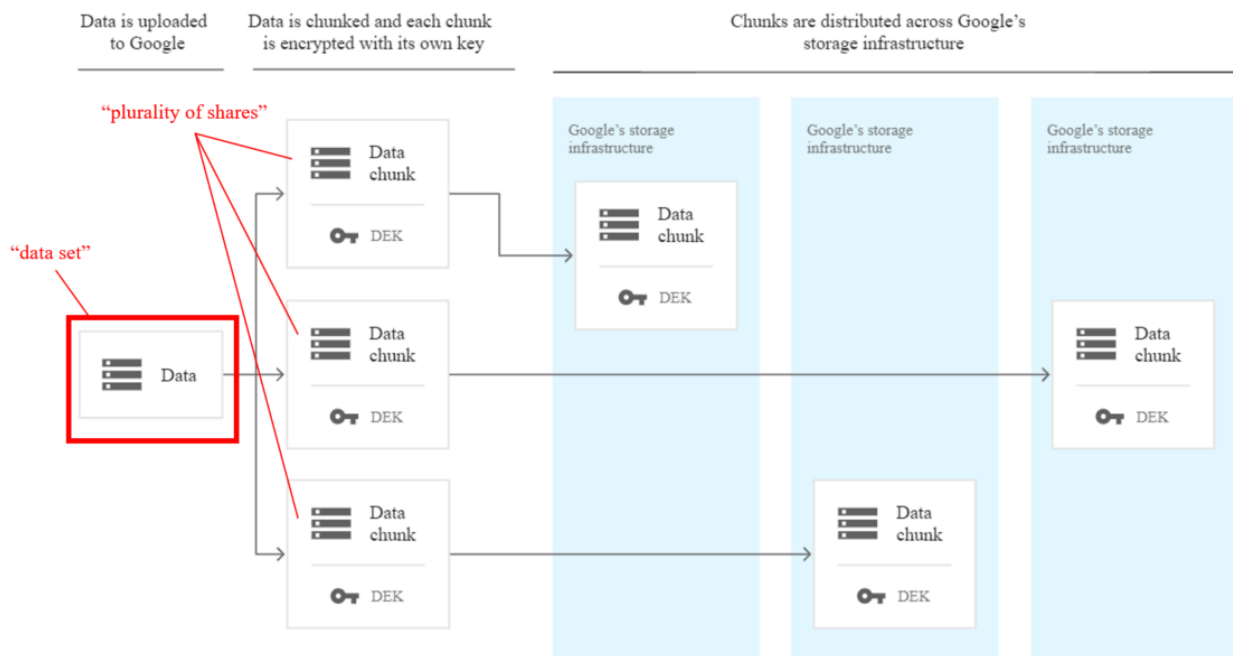 Data is uploaded
to Google
Data is chunked and each chunk
is encrypted with its own key
Chunks are distributed across Google’s
storage infrastructure
“plurality of shares”
“data set”
Data
Data
chunk
DEK
Data
chunk
DEK
Data
chunk
DEK
Google’s storage
infrastructure
Data
chunk
DEK
Google’s storage
infrastructure
Data
chunk
DEK
Google’s storage
infrastructure
Data
chunk
DEK